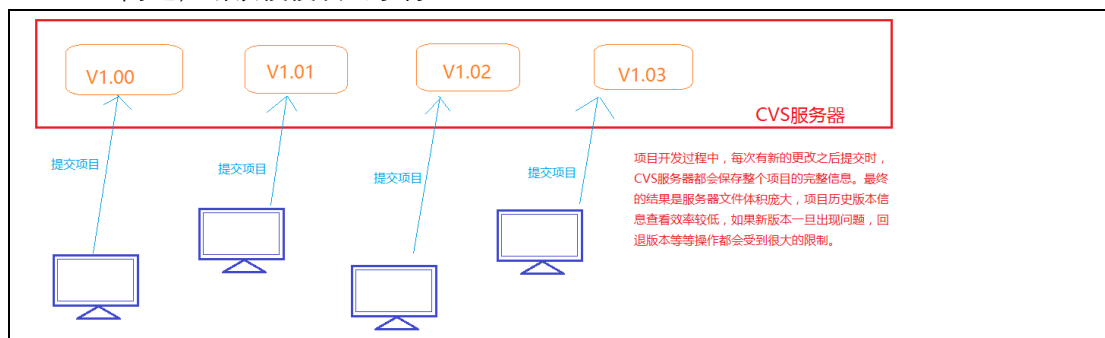 V1.00
V1.01
V1.02
V1.03
CVS服务器
提交项目
提交项目
提交项目
提交项目
项目开发过程中，每次有新的更改之后提交时，
CVS服务器都会保存整个项目的完整信息。最终
的结果是服务器文件体积庞大，项目历史版本信
息查看效率较低，如果新版本一旦出现问题，回
退版本等等操作都会受到很大的限制。